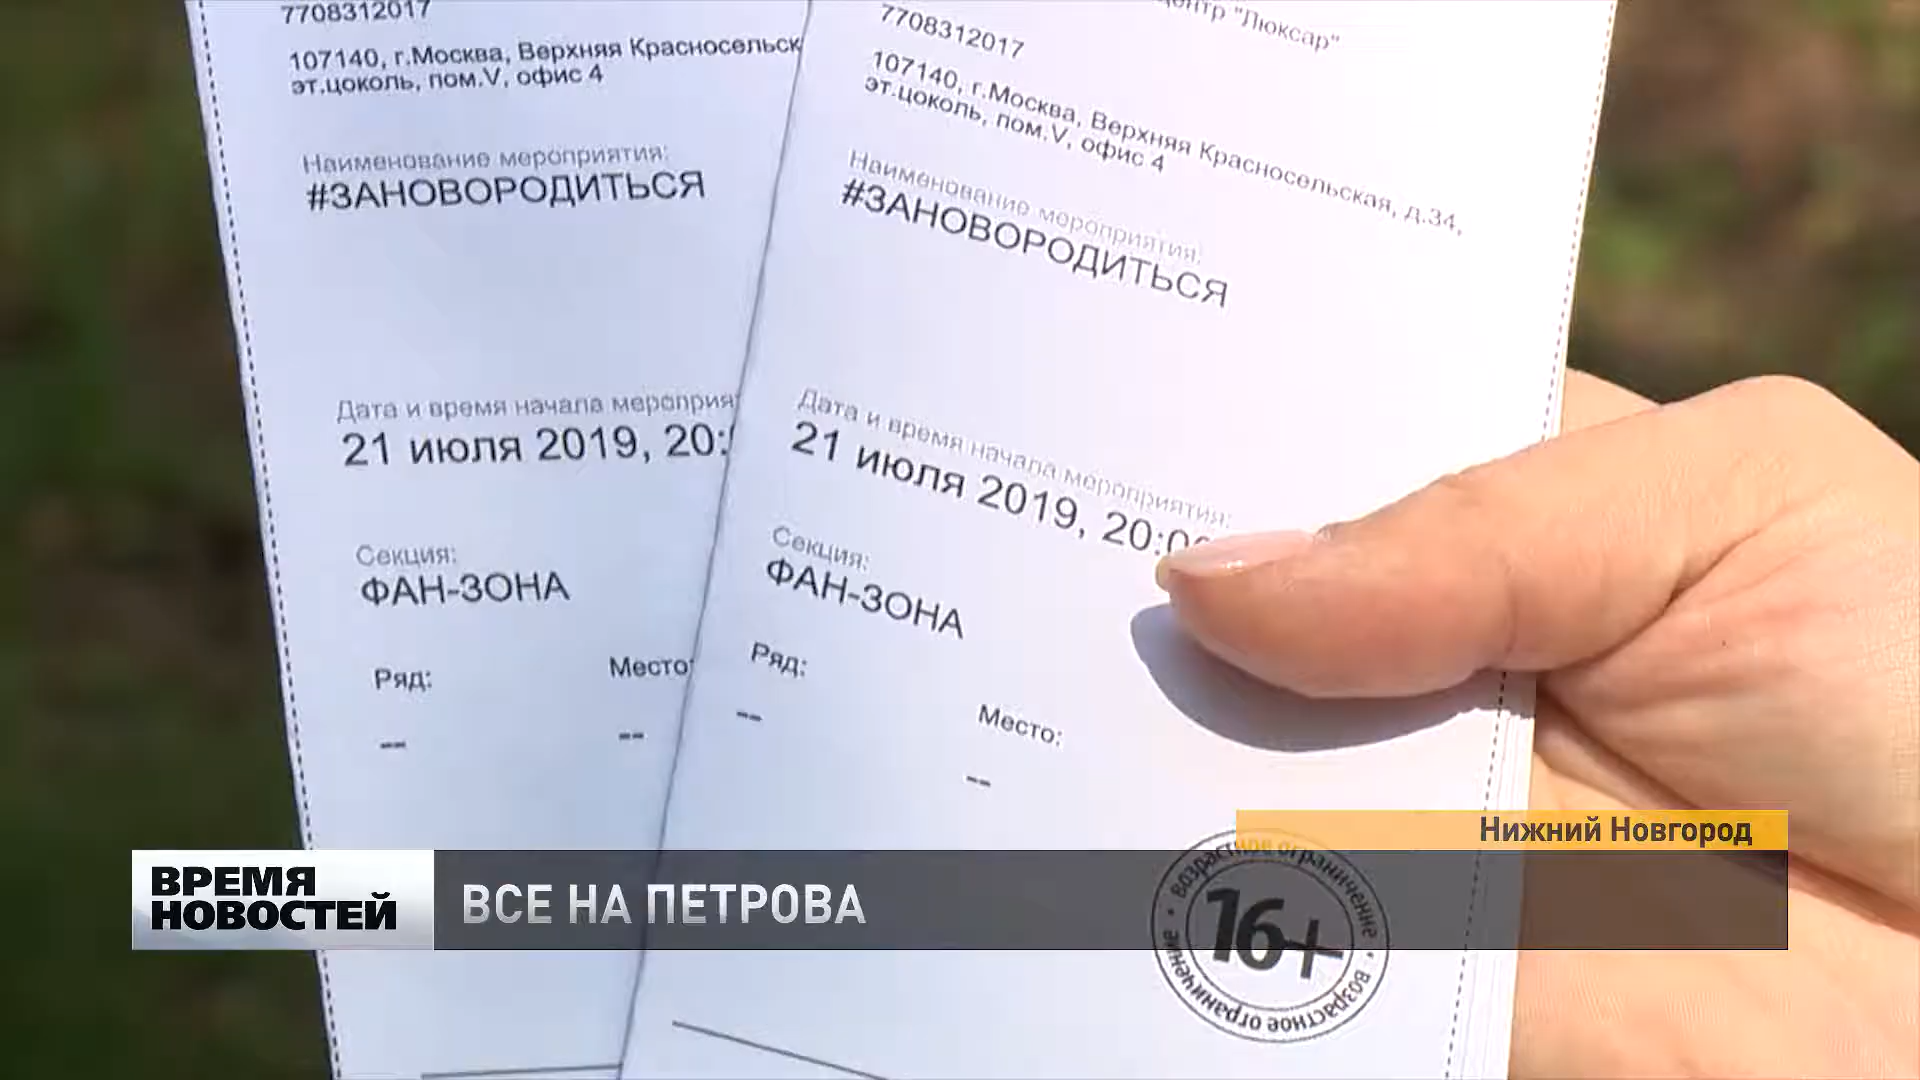 7708312017
107140, г.Москва, Верхняя Красносельск
эт.цоколь, пом.V, офис 4
Наименование мероприятия:
#ЗАНОВОРОДИТЬСЯ
Дата и время начала мероприя
21 июля 2019, 20:
Секция:
ФАН-ЗОНА
Ряд:
Место:
--
--
"Люксар"
7708312017
107140, г.Москва, Верхняя Красносельская, д.34,
эт.цоколь, пом.V, офис 4
Наименование мероприятия:
#ЗАНОВОРОДИТЬСЯ
Дата и время начала мероприятия:
21 июля 2019, 20:0
Секция:
ФАН-ЗОНА
Ряд:
Место:
--
--
возрастное ограничение • возрастное ограничение •
16+
Нижний Новгород
ВРЕМЯ
НОВОСТЕЙ
ВСЕ НА ПЕТРОВА